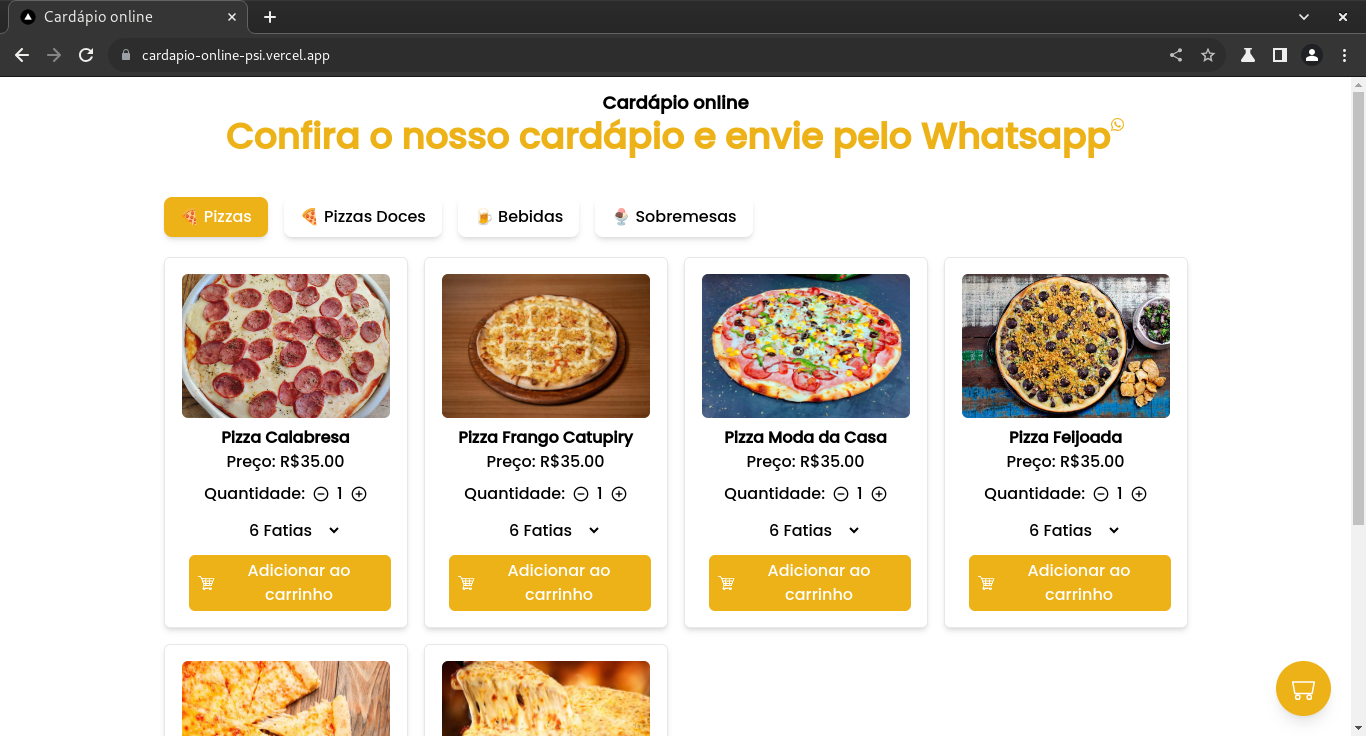 Cardápio online
cardapio-online-psi.vercel.app
Cardápio online
Confira o nosso cardápio e envie pelo Whatsapp
Pizzas
Pizzas Doces
Bebidas
Sobremesas
Pizza Calabresa
Preço: R$35.00
Quantidade: 1
6 Fatias
Adicionar ao
carrinho
Pizza Frango Catupiry
Preço: R$35.00
Quantidade: 1
6 Fatias
Adicionar ao
carrinho
Pizza Moda da Casa
Preço: R$35.00
Quantidade: 1
6 Fatias
Adicionar ao
carrinho
Pizza Feijoada
Preço: R$35.00
Quantidade: 1
6 Fatias
Adicionar ao
carrinho